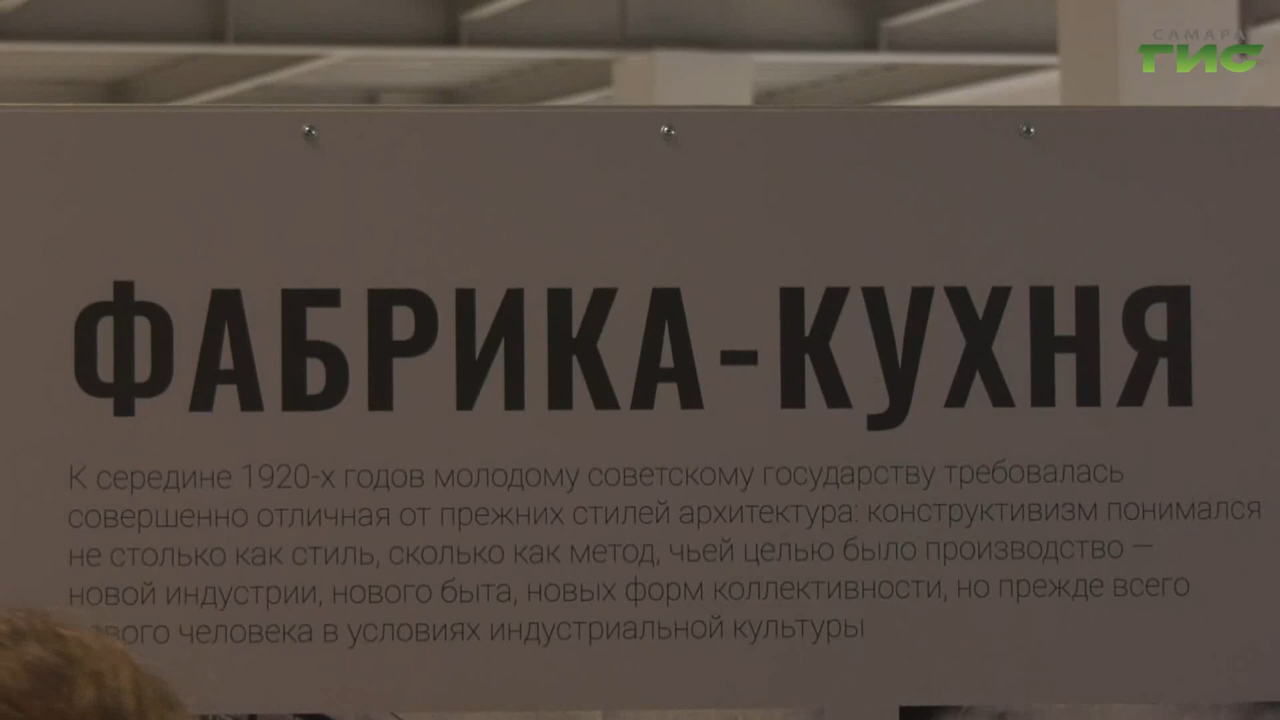 САМАРА
ГИС
ФАБРИКА-КУХНЯ
К середине 1920-х годов молодому советскому государству требовалась
совершенно отличная от прежних стилей архитектура: конструктивизм понимался
не столько как стиль, сколько как метод, чьей целью было производство —
новой индустрии, нового быта, новых форм коллективности, но прежде всего
человека в условиях индустриальной культуры